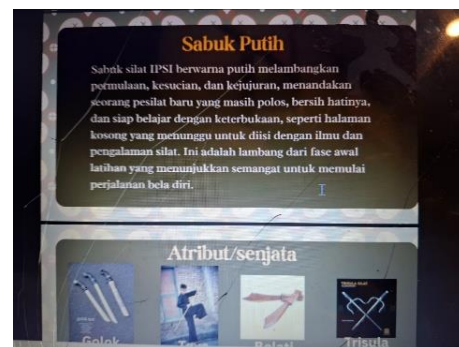 Sabuk Putih
Sabuk silat IPSI berwarna putih melambangkan
permulaan, kesucian, dan kejujuran, menandakan
seorang pesilat baru yang masih polos, bersih hatinya,
dan siap belajar dengan keterbukaan, seperti halaman
kosong yang menunggu untuk diisi dengan ilmu dan
pengalaman silat. Ini adalah lambang dari fase awal
latihan yang menunjukkan semangat untuk memulai
perjalanan bela diri.
Atribut/senjata
Golok
Trisula